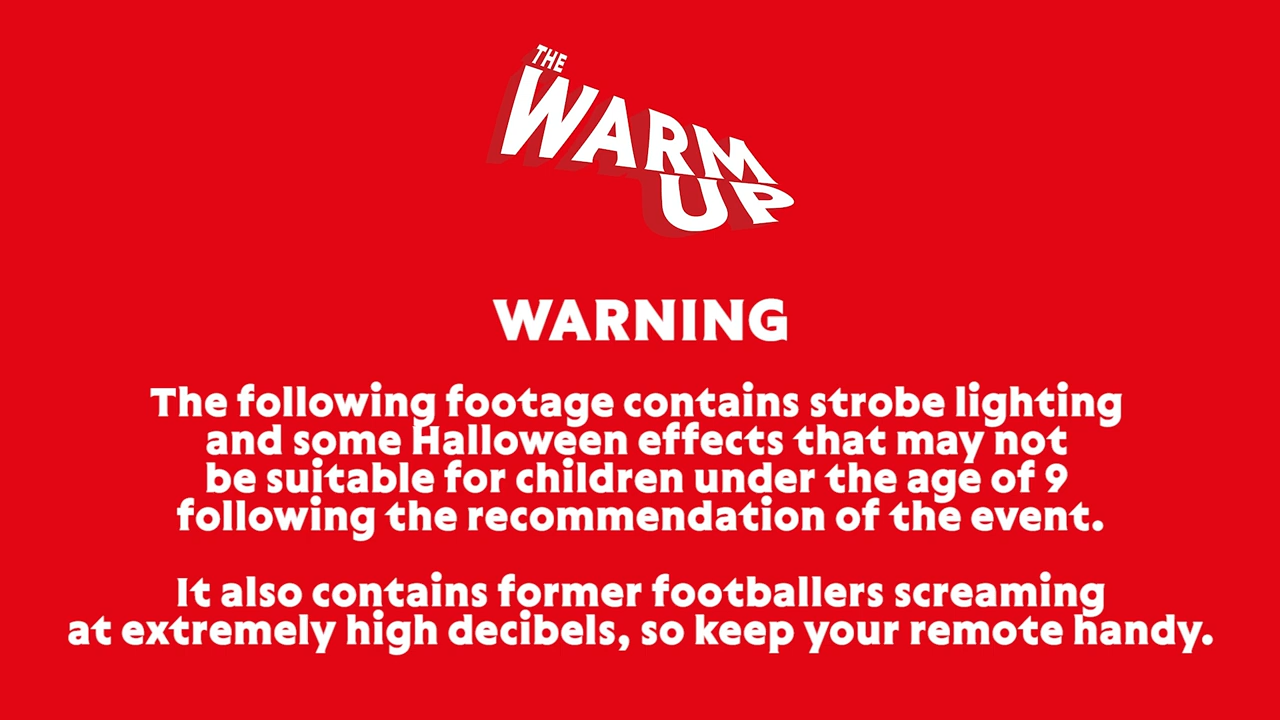 THE
WARM
UP
WARNING
The following footage contains strobe lighting
and some Halloween effects that may not
be suitable for children under the age of 9
following the recommendation of the event.
It also contains former footballers screaming
at extremely high decibels, so keep your remote handy.